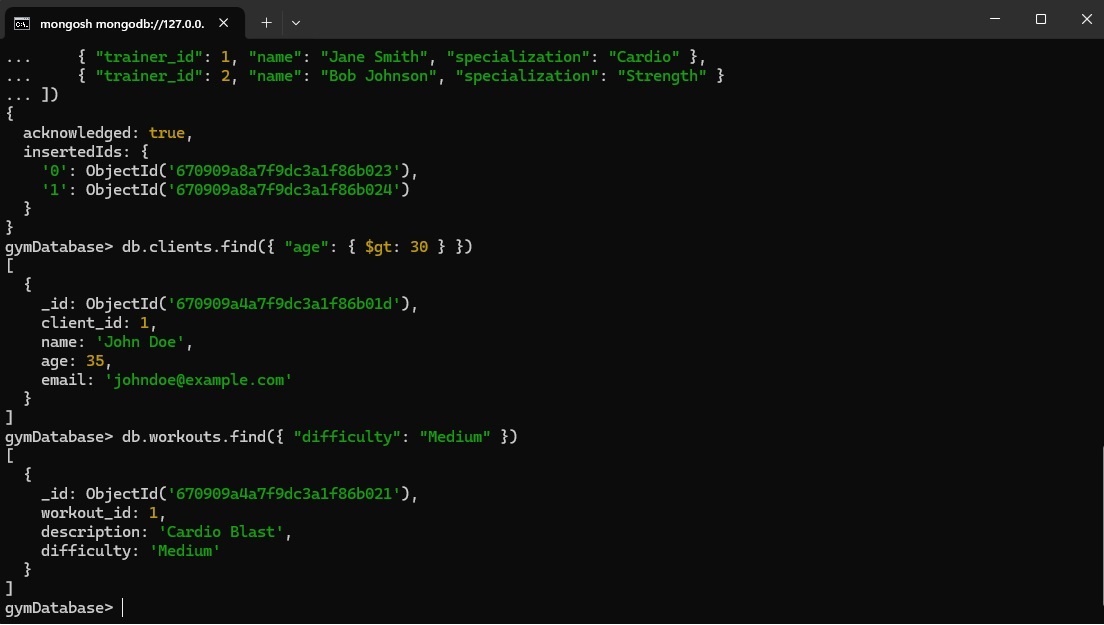 mongosh mongodb://127.0.0.
...     { "trainer_id": 1, "name": "Jane Smith", "specialization": "Cardio" },
...     { "trainer_id": 2, "name": "Bob Johnson", "specialization": "Strength" }
... ])
{
  acknowledged: true,
  insertedIds: {
    '0': ObjectId('670909a8a7f9dc3a1f86b023'),
    '1': ObjectId('670909a8a7f9dc3a1f86b024')
  }
}
gymDatabase> db.clients.find({ "age": { $gt: 30 } })
[
  {
    _id: ObjectId('670909a4a7f9dc3a1f86b01d'),
    client_id: 1,
    name: 'John Doe',
    age: 35,
    email: 'johndoe@example.com'
  }
]
gymDatabase> db.workouts.find({ "difficulty": "Medium" })
[
  {
    _id: ObjectId('670909a4a7f9dc3a1f86b021'),
    workout_id: 1,
    description: 'Cardio Blast',
    difficulty: 'Medium'
  }
]
gymDatabase>